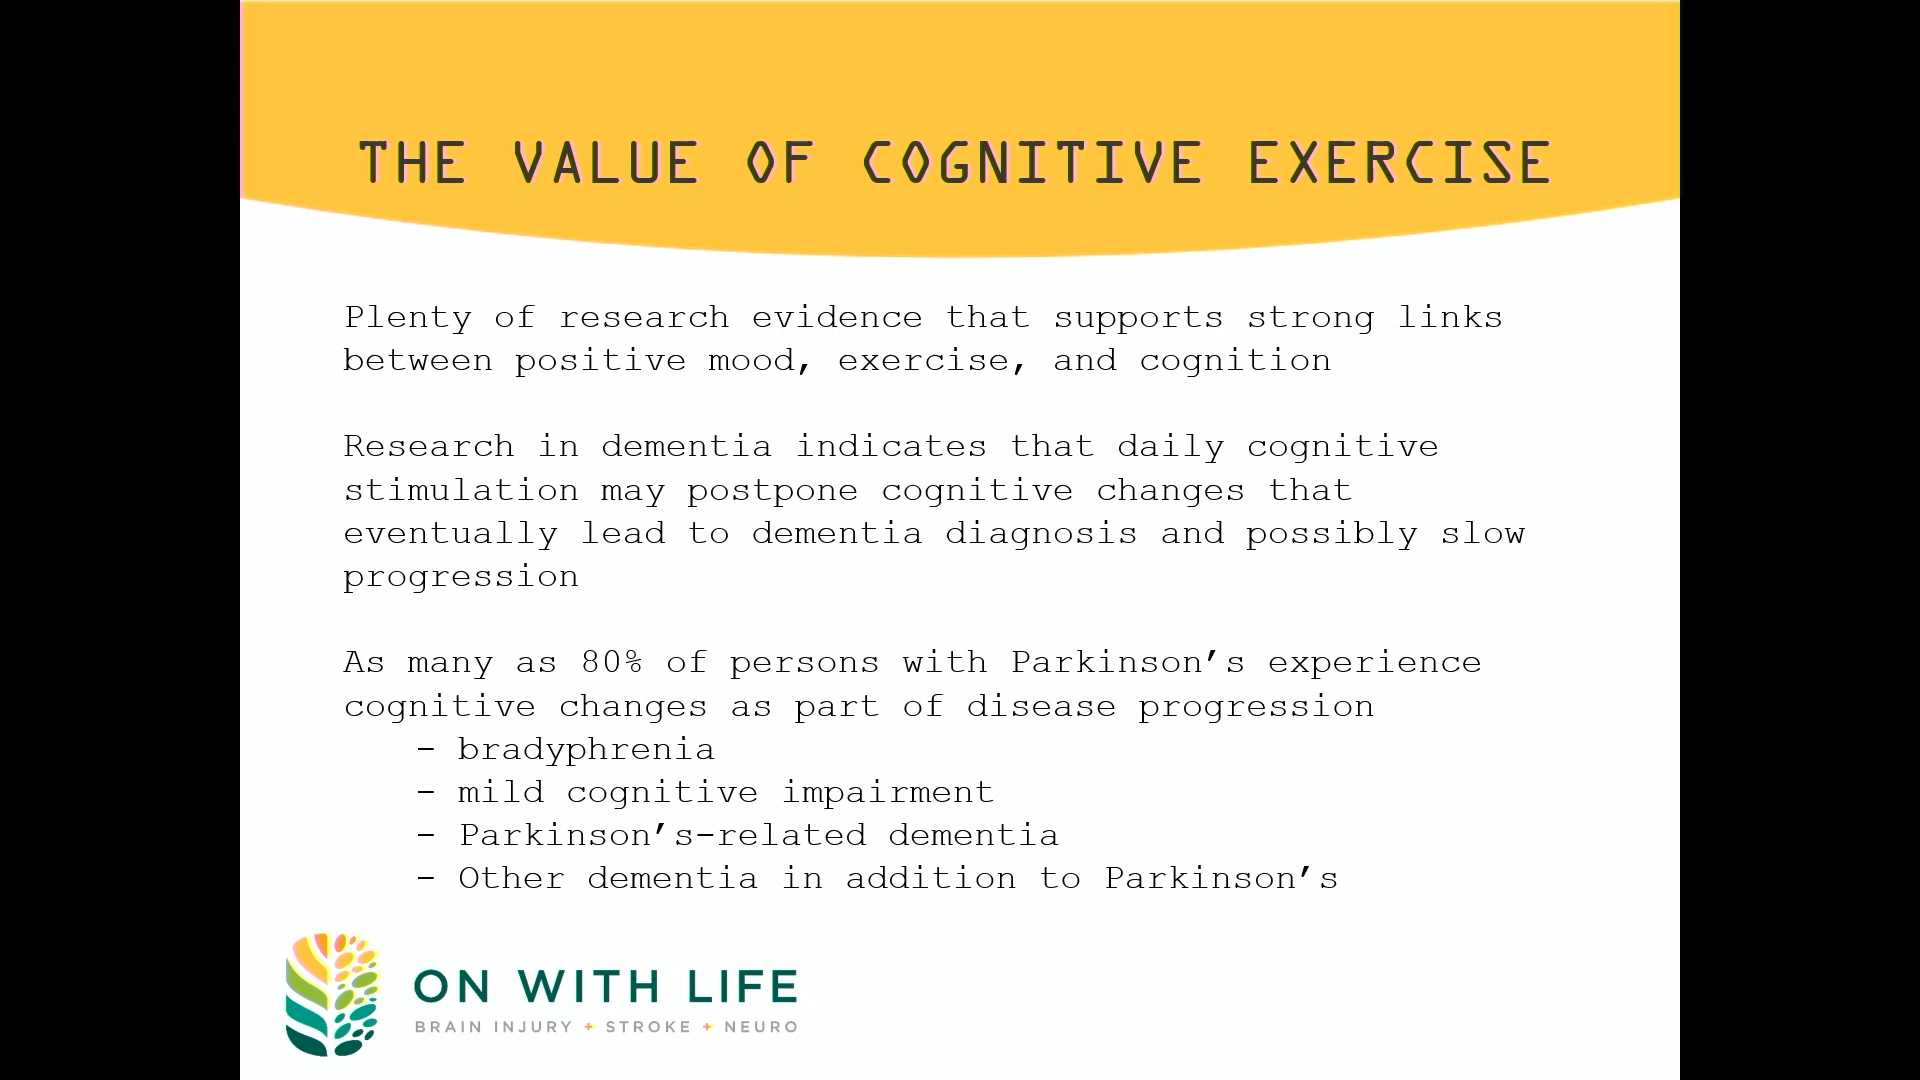 THE VALUE OF COGNITIVE EXERCISE
Plenty of research evidence that supports strong links
between positive mood, exercise, and cognition
Research in dementia indicates that daily cognitive
stimulation may postpone cognitive changes that
eventually lead to dementia diagnosis and possibly slow
progression
As many as 80% of persons with Parkinson’s experience
cognitive changes as part of disease progression
- bradyphrenia
- mild cognitive impairment
- Parkinson’s-related dementia
- Other dementia in addition to Parkinson’s
ON WITH LIFE
BRAIN INJURY + STROKE + NEURO